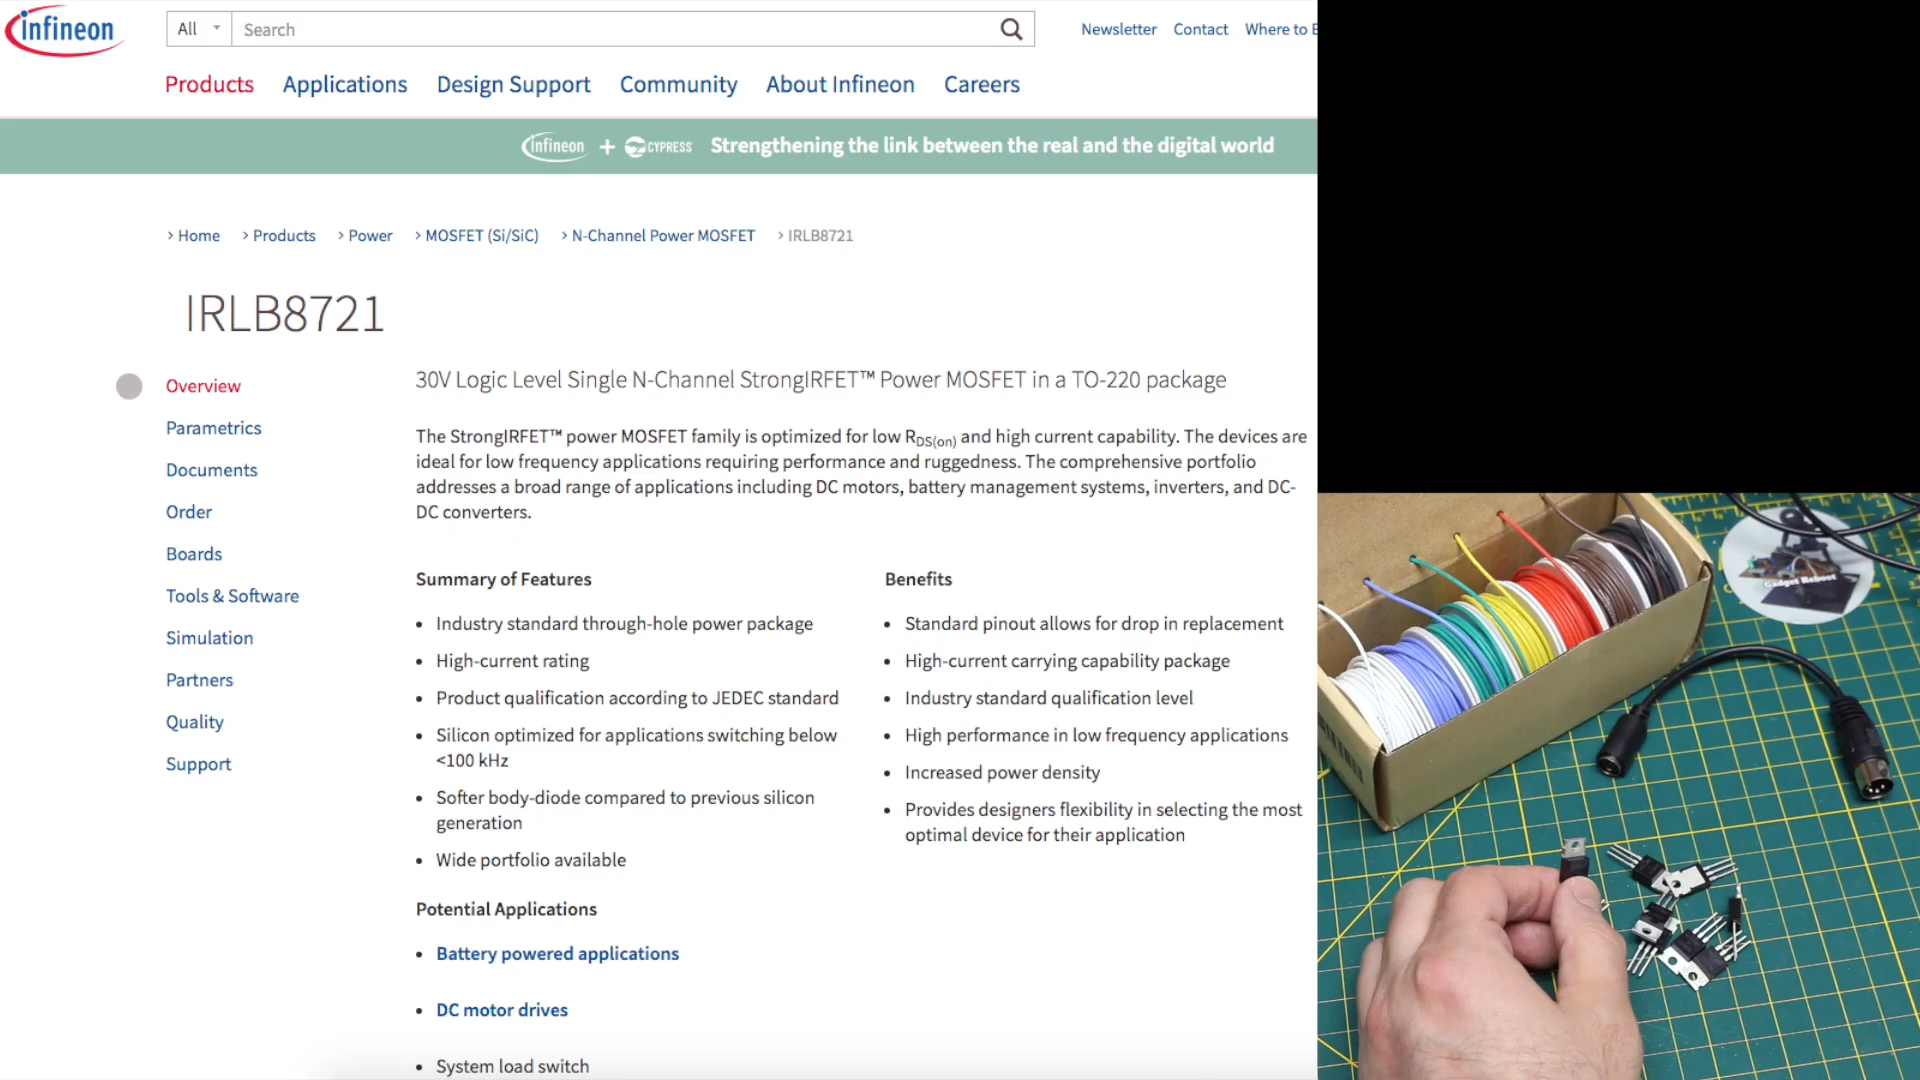 infineon
All
Search
Newsletter Contact Where to
Products Applications Design Support Community About Infineon Careers
infineon + CYPRESS Strengthening the link between the real and the digital world
Home Products Power MOSFET (Si/SiC) N-Channel Power MOSFET IRLB8721
IRLB8721
Overview
Parametrics
Documents
Order
Boards
Tools & Software
Simulation
Partners
Quality
Support
30V Logic Level Single N-Channel StrongIRFET™ Power MOSFET in a TO-220 package
The StrongIRFET™ power MOSFET family is optimized for low RDS(on) and high current capability. The devices are
ideal for low frequency applications requiring performance and ruggedness. The comprehensive portfolio
addresses a broad range of applications including DC motors, battery management systems, inverters, and DC-
DC converters.
Summary of Features
• Industry standard through-hole power package
• High-current rating
• Product qualification according to JEDEC standard
• Silicon optimized for applications switching below
<100 kHz
• Softer body-diode compared to previous silicon
generation
• Wide portfolio available
Benefits
• Standard pinout allows for drop in replacement
• High-current carrying capability package
• Industry standard qualification level
• High performance in low frequency applications
• Increased power density
• Provides designers flexibility in selecting the most
optimal device for their application
Potential Applications
• Battery powered applications
• DC motor drives
• System load switch
Gadget Reboot